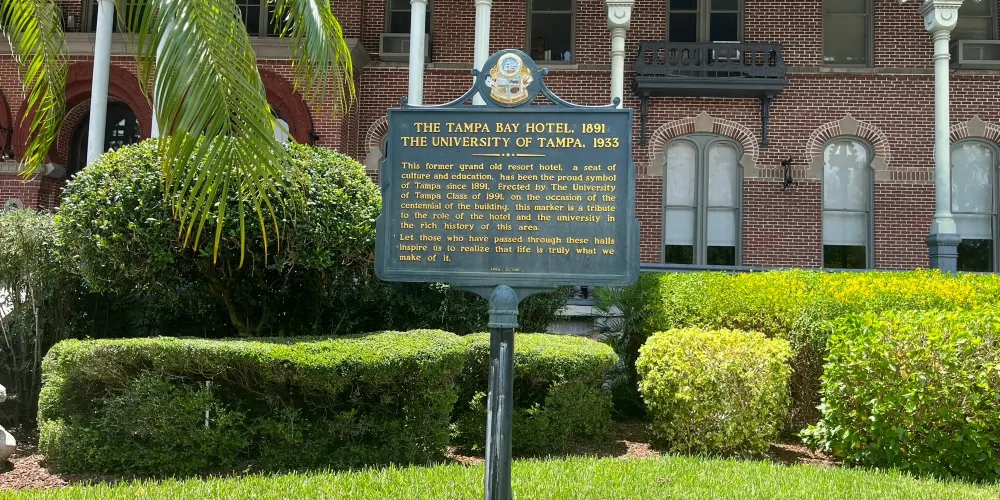 THE TAMPA BAY HOTEL, 1891
THE UNIVERSITY OF TAMPA, 1933
This former grand old resort hotel, a seat of
culture and education, has been the proud symbol
of Tampa since 1891. Erected by The University
of Tampa Class of 1991, on the occasion of the
centennial of the building, this marker is a tribute
to the role of the hotel and the university in
the rich history of this area.
Let those who have passed through these halls
inspire us to realize that life is truly what we
make of it.